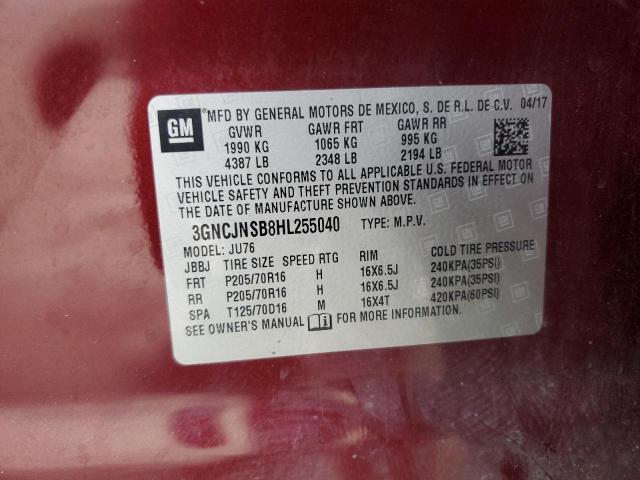 MFD BY GENERAL MOTORS DE MEXICO, S. DE R.L. DE C.V. 04/17
GM
GVWR GAWR FRT GAWR RR
1990 KG 1065 KG 995 KG
4387 LB 2348 LB 2194 LB
THIS VEHICLE CONFORMS TO ALL APPLICABLE U.S. FEDERAL MOTOR
VEHICLE SAFETY AND THEFT PREVENTION STANDARDS IN EFFECT ON
THE DATE OF MANUFACTURE SHOWN ABOVE.
3GNCJNSB8HL255040 TYPE: M.P.V.
MODEL: JU76
JBBJ TIRE SIZE SPEED RTG RIM COLD TIRE PRESSURE
FRT P205/70R16 H 16X6.5J 240KPA(35PSI)
RR P205/70R16 H 16X6.5J 240KPA(35PSI)
SPA T125/70D16 M 16X4T 420KPA(60PSI)
SEE OWNER'S MANUAL FOR MORE INFORMATION.